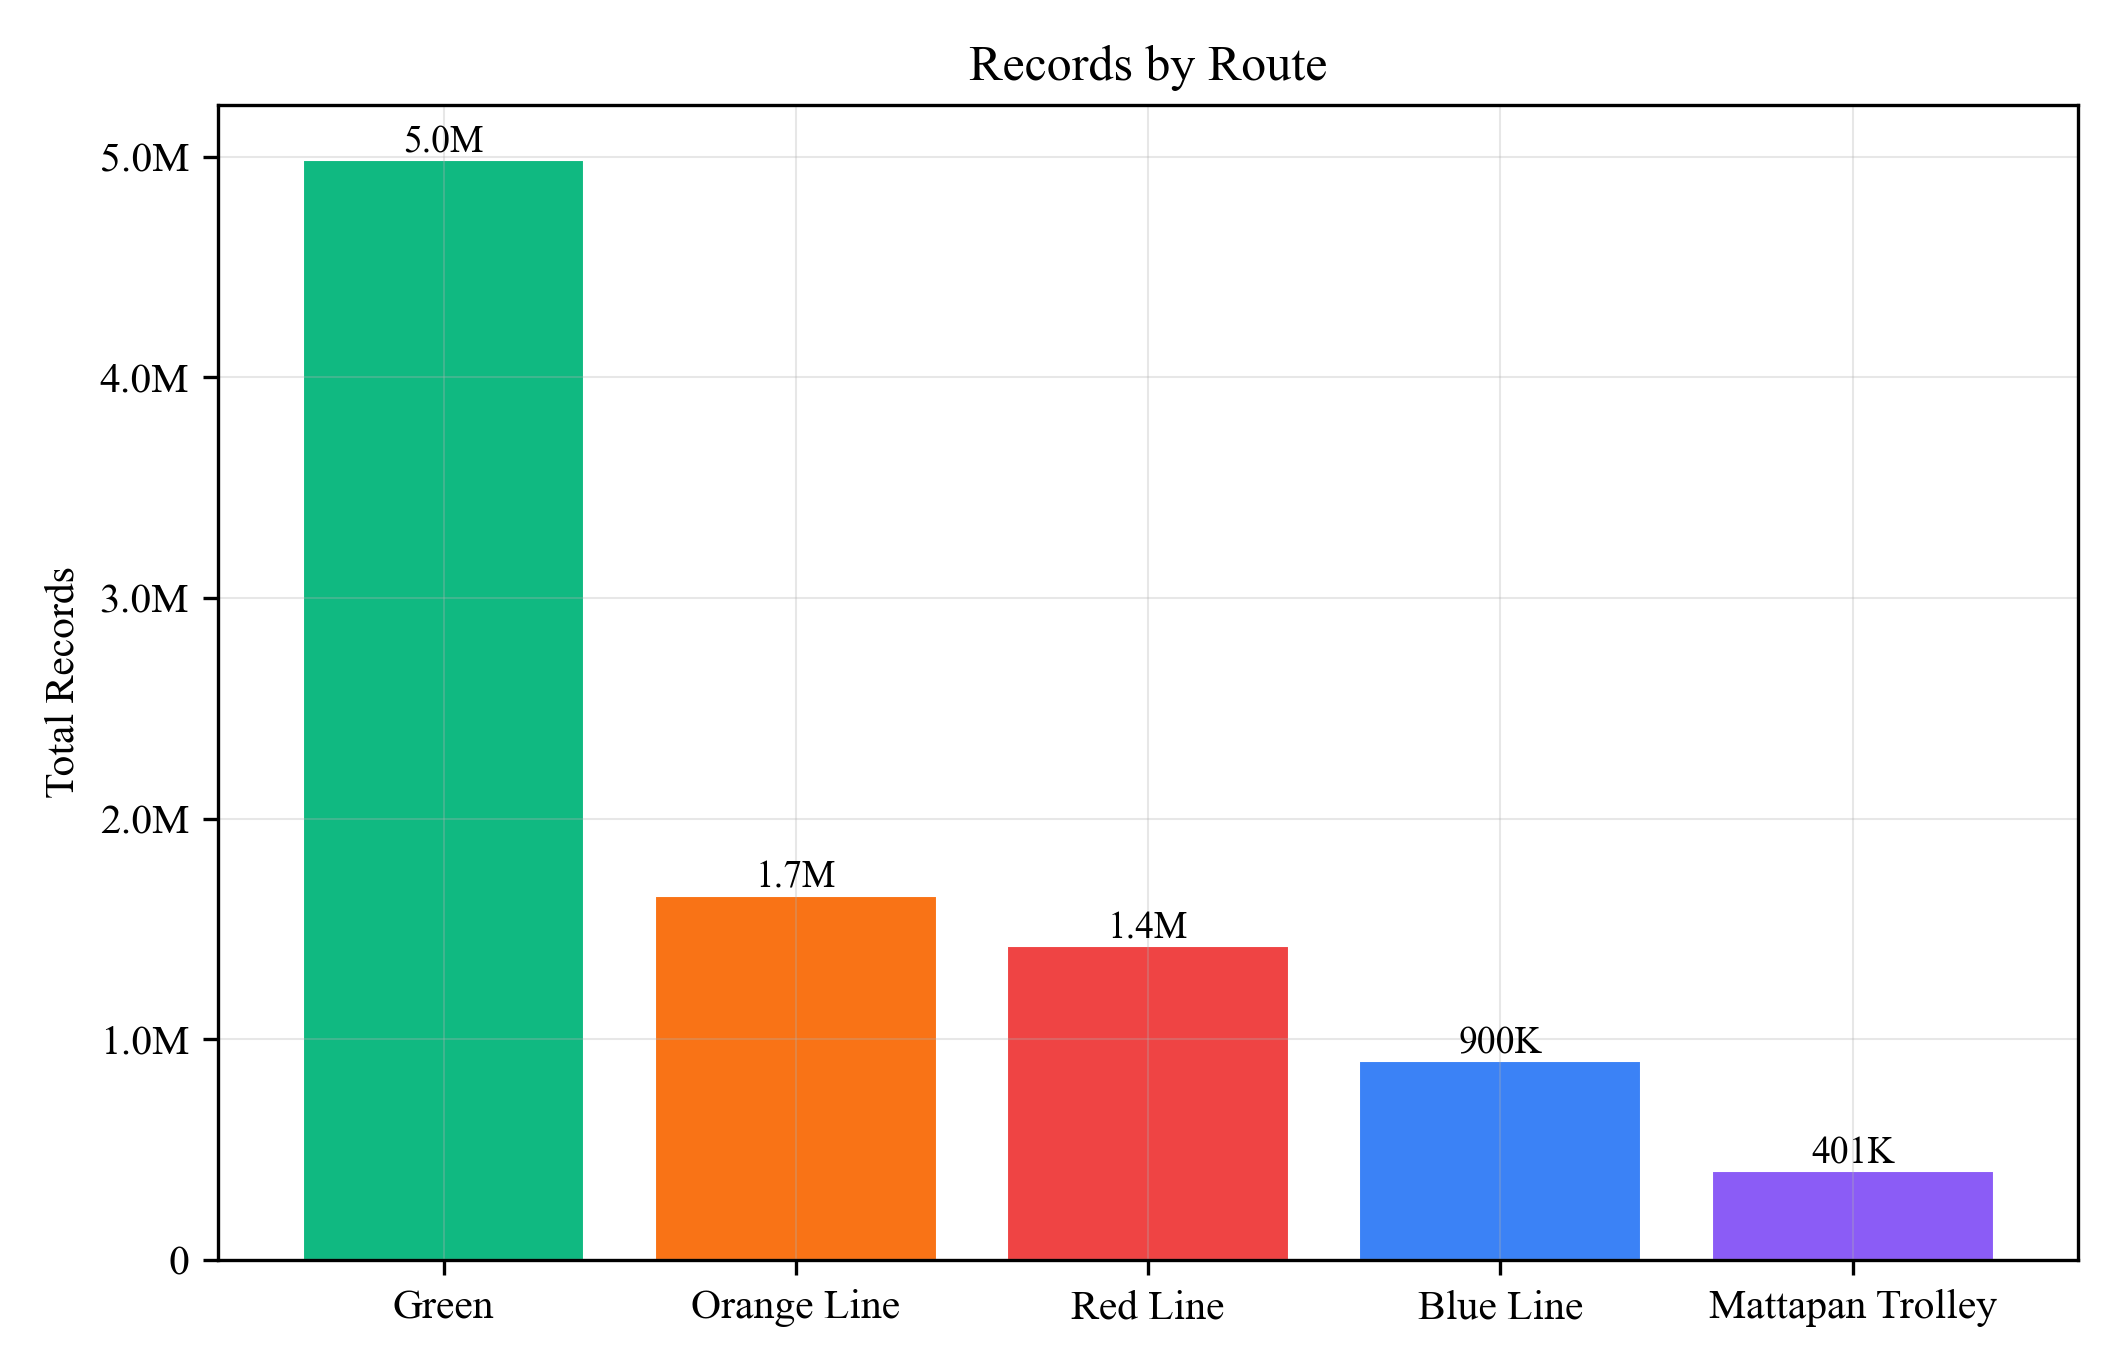 Records by Route
5.0M
4.0M
3.0M
2.0M
1.0M
0
Total Records
5.0M
1.7M
1.4M
900K
401K
Green
Orange Line
Red Line
Blue Line
Mattapan Trolley